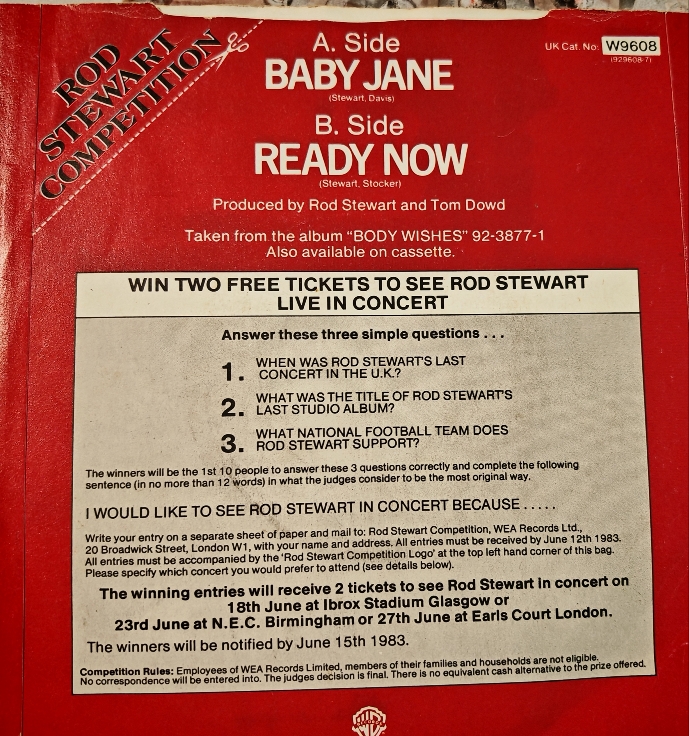 ROD
STEWART
COMPETITION
A. Side
BABY JANE
(Stewart, Davis)
UK Cat. No: W9608
(929608-7)
B. Side
READY NOW
(Stewart, Stocker)
Produced by Rod Stewart and Tom Dowd
Taken from the album "BODY WISHES" 92-3877-1
Also available on cassette.
WIN TWO FREE TICKETS TO SEE ROD STEWART
LIVE IN CONCERT
Answer these three simple questions . . .
1. WHEN WAS ROD STEWART'S LAST
CONCERT IN THE U.K.?
2. WHAT WAS THE TITLE OF ROD STEWART'S
LAST STUDIO ALBUM?
3. WHAT NATIONAL FOOTBALL TEAM DOES
ROD STEWART SUPPORT?
The winners will be the 1st 10 people to answer these 3 questions correctly and complete the following
sentence (in no more than 12 words) in what the judges consider to be the most original way.
I WOULD LIKE TO SEE ROD STEWART IN CONCERT BECAUSE . . . . .
Write your entry on a separate sheet of paper and mail to: Rod Stewart Competition, WEA Records Ltd.,
20 Broadwick Street, London W1, with your name and address. All entries must be received by June 12th 1983.
All entries must be accompanied by the 'Rod Stewart Competition Logo' at the top left hand corner of this bag.
Please specify which concert you would prefer to attend (see details below).
The winning entries will receive 2 tickets to see Rod Stewart in concert on
18th June at Ibrox Stadium Glasgow or
23rd June at N.E.C. Birmingham or 27th June at Earls Court London.
The winners will be notified by June 15th 1983.
Competition Rules: Employees of WEA Records Limited, members of their families and households are not eligible.
No correspondence will be entered into. The judges decision is final. There is no equivalent cash alternative to the prize offered.